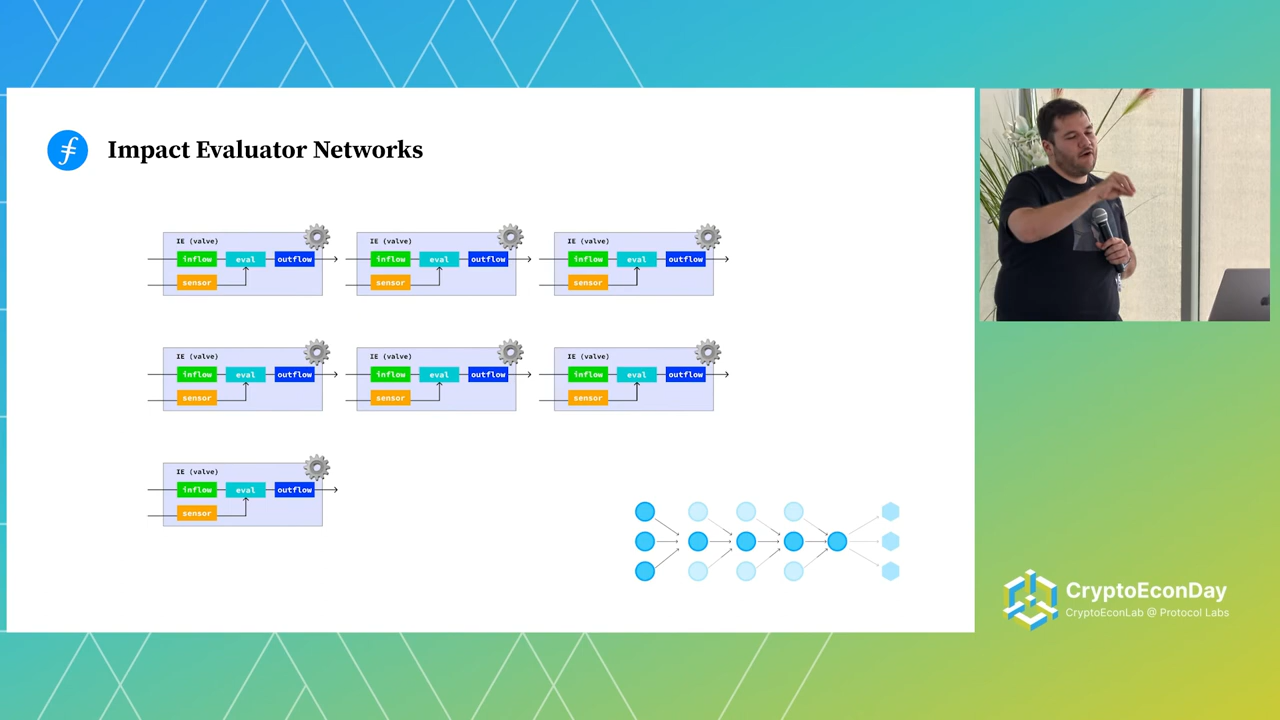 Impact Evaluator Networks
IE (valve)
inflow eval outflow
sensor
IE (valve)
inflow eval outflow
sensor
IE (valve)
inflow eval outflow
sensor
IE (valve)
inflow eval outflow
sensor
IE (valve)
inflow eval outflow
sensor
IE (valve)
inflow eval outflow
sensor
IE (valve)
inflow eval outflow
sensor
CryptoEconDay
CryptoEconLab @ Protocol Labs